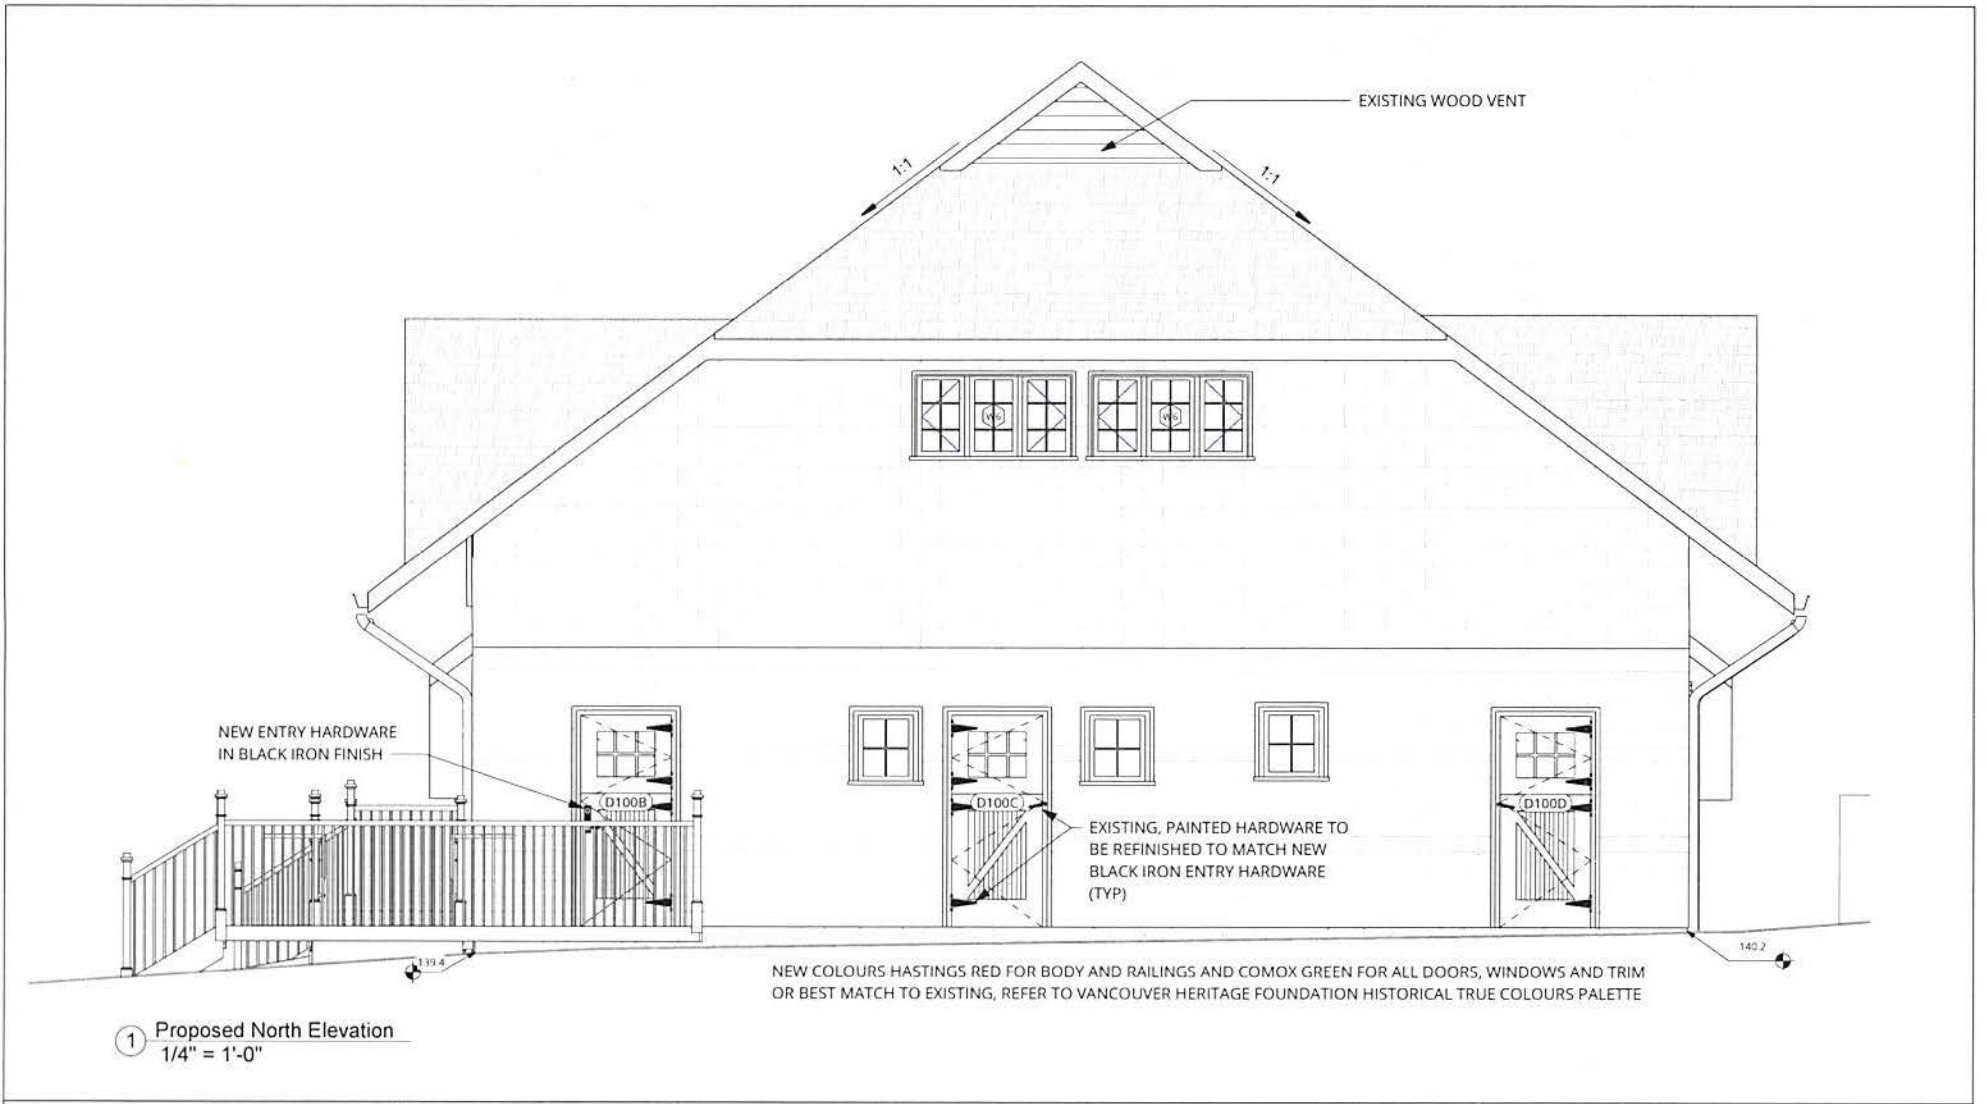 EXISTING WOOD VENT
1:1
1:1
W6
W6
NEW ENTRY HARDWARE
IN BLACK IRON FINISH
D100B
D100C
D100D
EXISTING, PAINTED HARDWARE TO
BE REFINISHED TO MATCH NEW
BLACK IRON ENTRY HARDWARE
(TYP)
139.4
140.2
NEW COLOURS HASTINGS RED FOR BODY AND RAILINGS AND COMOX GREEN FOR ALL DOORS, WINDOWS AND TRIM
OR BEST MATCH TO EXISTING, REFER TO VANCOUVER HERITAGE FOUNDATION HISTORICAL TRUE COLOURS PALETTE
1 Proposed North Elevation
1/4" = 1'-0"